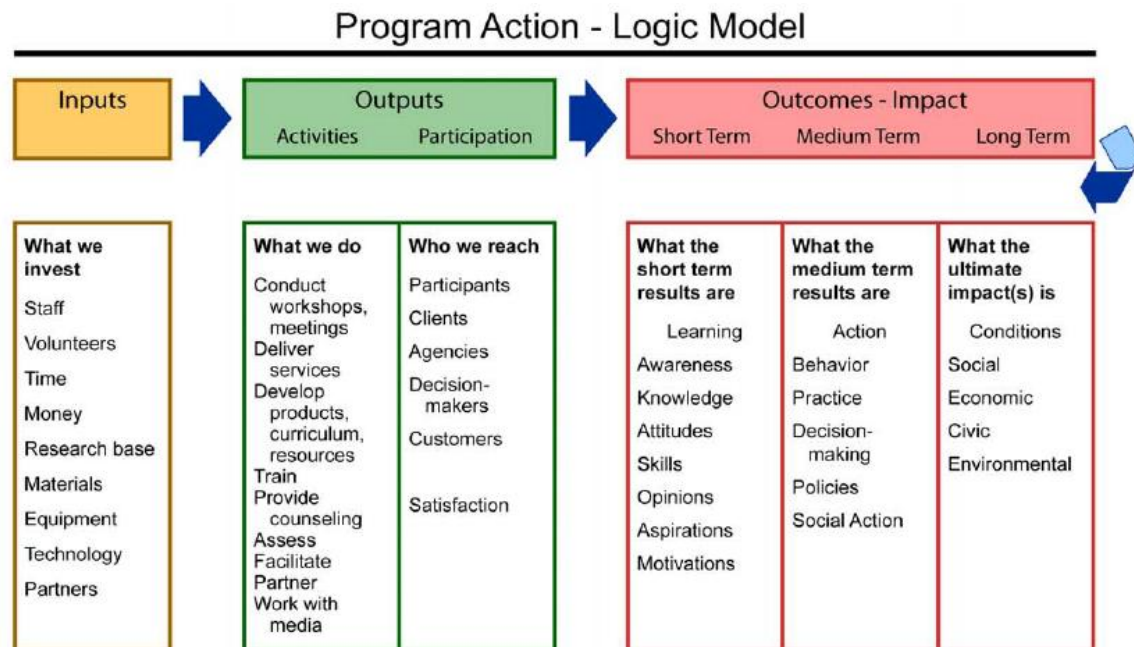 Program Action - Logic Model
Inputs
Outputs
Activities Participation
Outcomes - Impact
Short Term Medium Term Long Term
What we
invest
Staff
Volunteers
Time
Money
Research base
Materials
Equipment
Technology
Partners
What we do
Conduct
workshops,
meetings
Deliver
services
Develop
products,
curriculum,
resources
Train
Provide
counseling
Assess
Facilitate
Partner
Work with
media
Who we reach
Participants
Clients
Agencies
Decision-
makers
Customers
Satisfaction
What the
short term
results are
Learning
Awareness
Knowledge
Attitudes
Skills
Opinions
Aspirations
Motivations
What the
medium term
results are
Action
Behavior
Practice
Decision-
making
Policies
Social Action
What the
ultimate
impact(s) is
Conditions
Social
Economic
Civic
Environmental